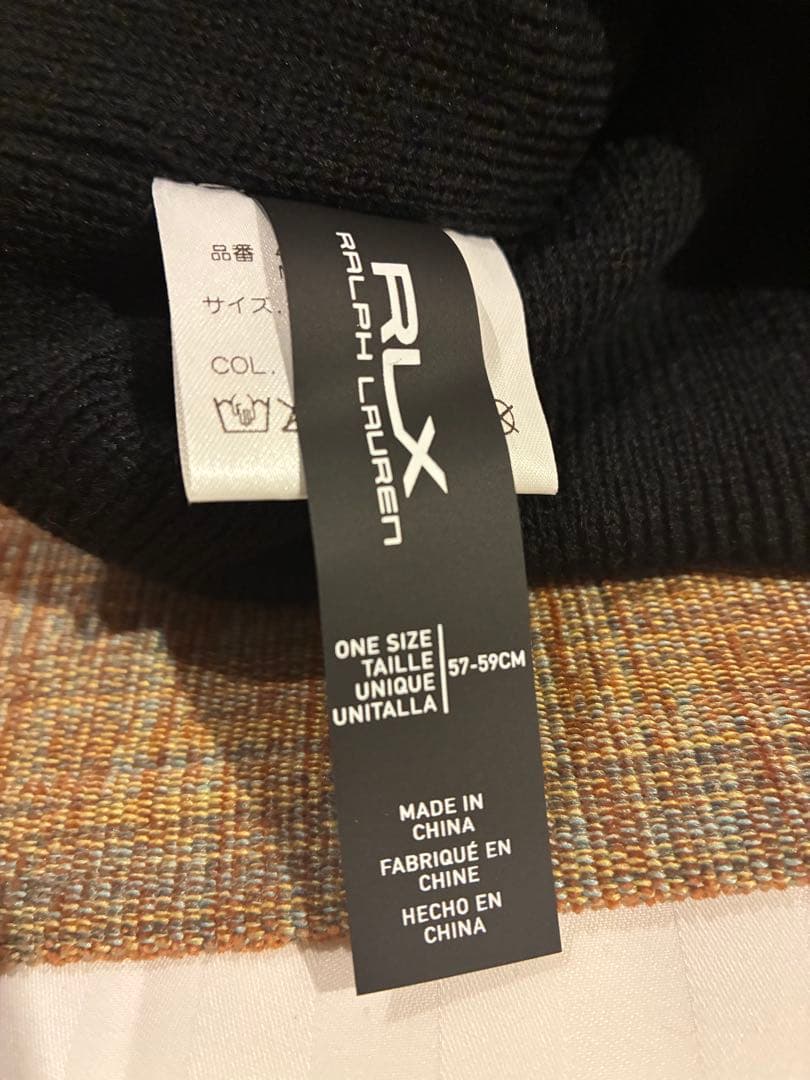 品番
サイズ.
COL.
RLX
RALPH LAUREN
ONE SIZE
TAILLE
UNIQUE
UNITALLA
57-59CM
MADE IN
CHINA
FABRIQUÉ EN
CHINE
HECHO EN
CHINA